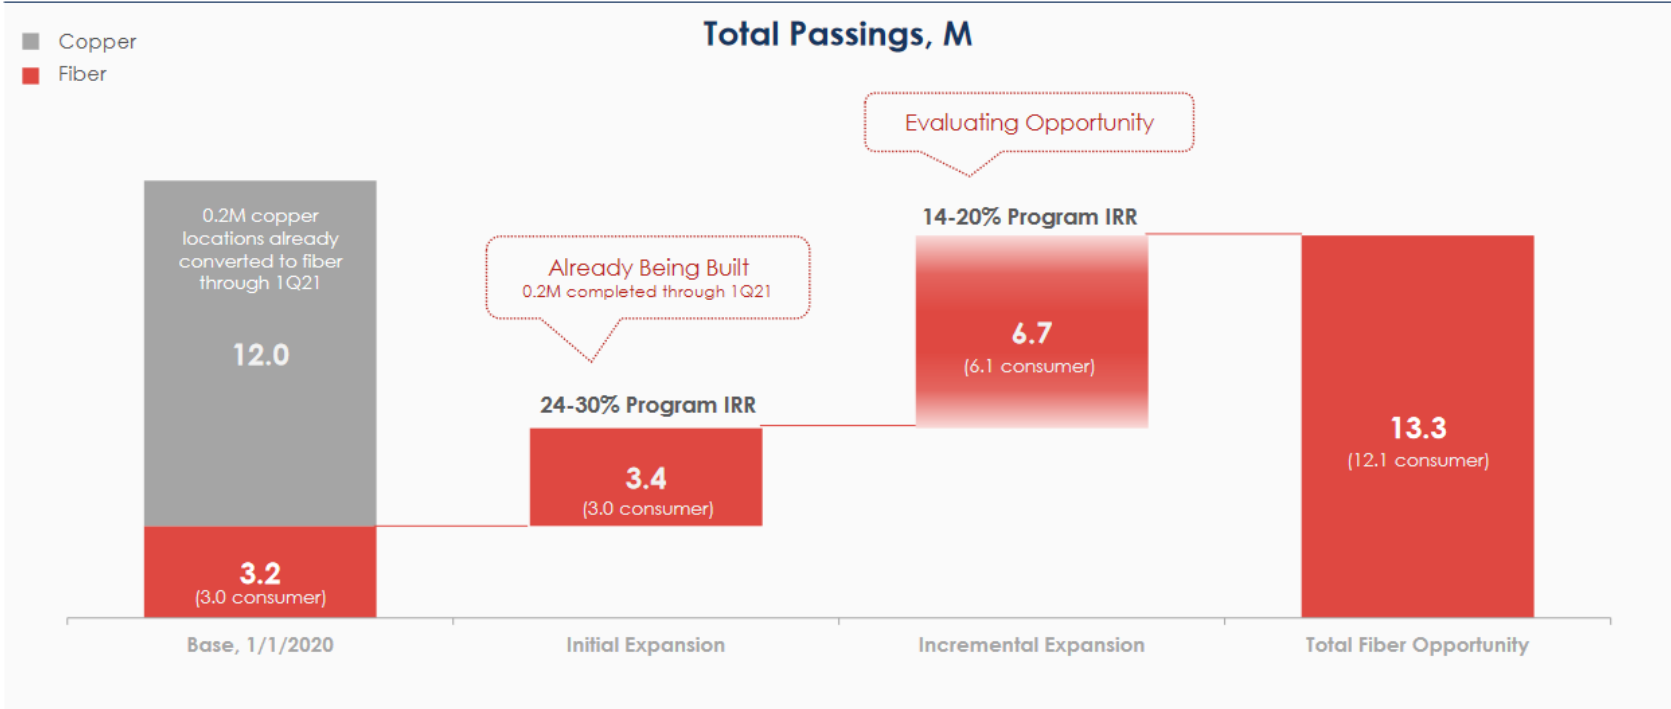 Total Passings, M
Copper
Fiber
Evaluating Opportunity
14-20% Program IRR
0.2M copper
locations already
converted to fiber
through 1Q21
12.0
3.2
(3.0 consumer)
Already Being Built
0.2M completed through 1Q21
24-30% Program IRR
3.4
(3.0 consumer)
6.7
(6.1 consumer)
13.3
(12.1 consumer)
Base, 1/1/2020
Initial Expansion
Incremental Expansion
Total Fiber Opportunity